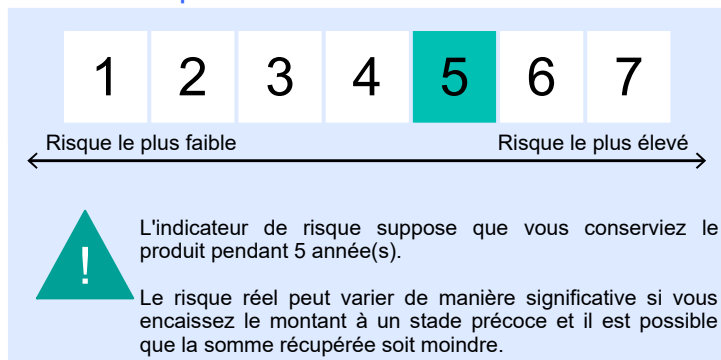 1 2 3 4 5 6 7
Risque le plus faible Risque le plus élevé
!
L'indicateur de risque suppose que vous conserviez le
produit pendant 5 année(s).
Le risque réel peut varier de manière significative si vous
encaissez le montant à un stade précoce et il est possible
que la somme récupérée soit moindre.